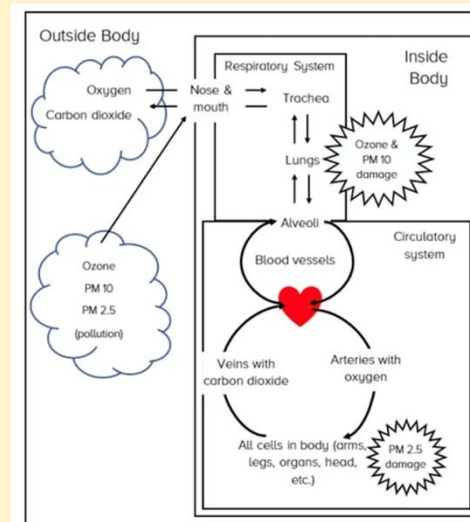 Outside Body
Oxygen
Carbon dioxide
Nose &
mouth
Respiratory System
Trachea
Lungs
Inside
Body
Ozone &
PM 10
damage
Alveoli
Blood vessels
Circulatory
system
Ozone
PM 10
PM 2.5
(pollution)
Veins with
carbon dioxide
Arteries with
oxygen
All cells in body (arms,
legs, organs, head,
etc.)
PM 2.5
damage